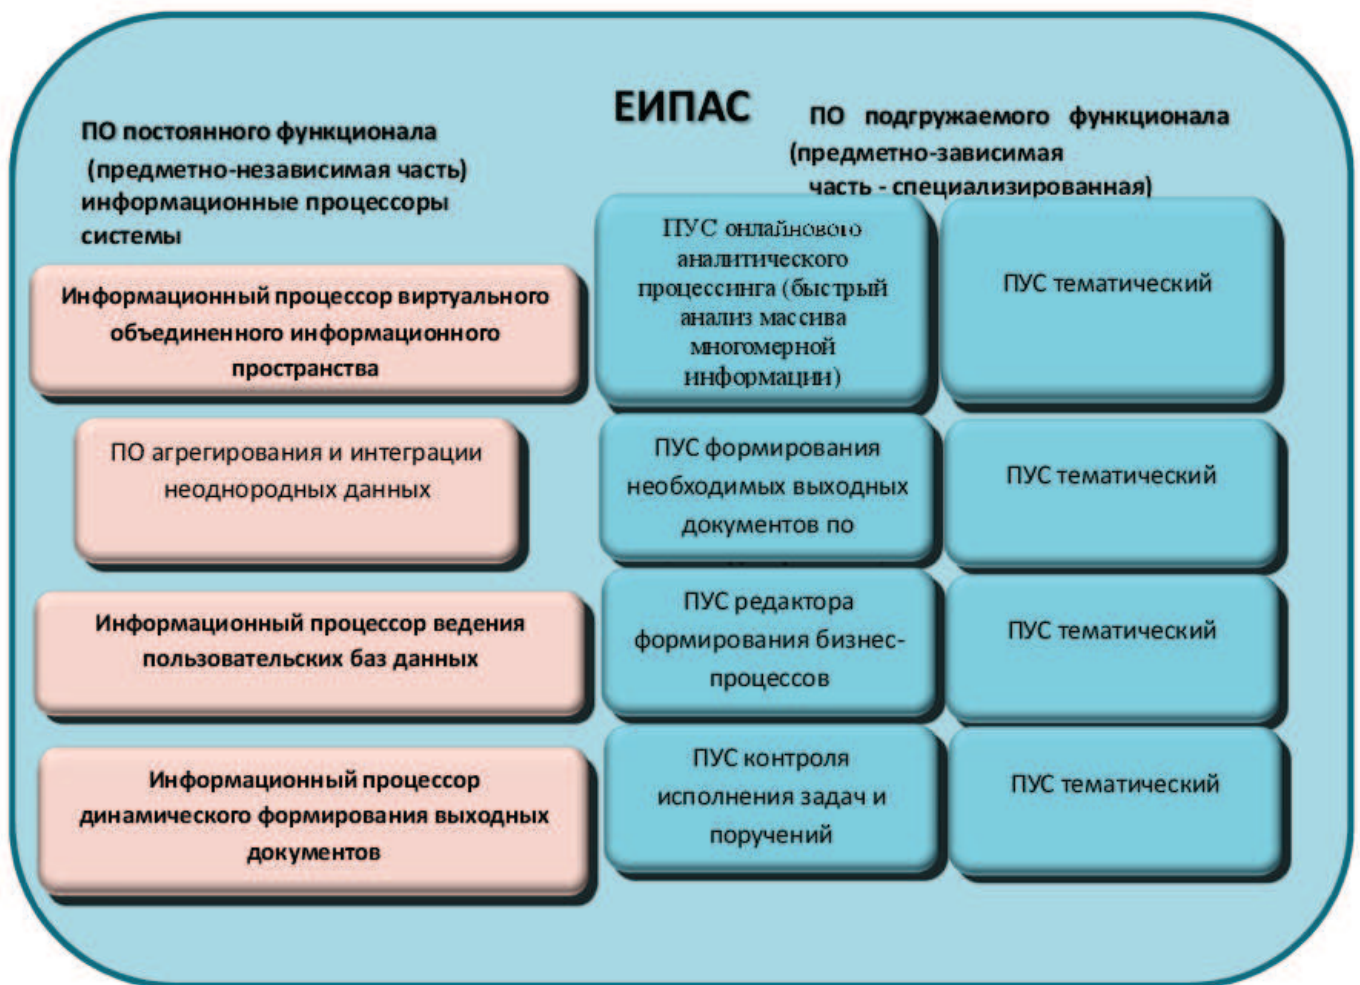 ЕИПАС
ПО постоянного функционала
(предметно-независимая часть)
информационные процессоры
системы
Информационный процессор виртуального
объединенного информационного
пространства
ПО агрегирования и интеграции
неоднородных данных
Информационный процессор ведения
пользовательских баз данных
Информационный процессор
динамического формирования выходных
документов
ПО подгружаемого функционала
(предметно-зависимая
часть - специализированная)
ПУС онлайнового
аналитического
процессинга (быстрый
анализ массива
многомерной
информации)
ПУС тематический
ПУС формирования
необходимых выходных
документов по
ПУС тематический
ПУС редактора
формирования бизнес-
процессов
ПУС тематический
ПУС контроля
исполнения задач и
поручений
ПУС тематический